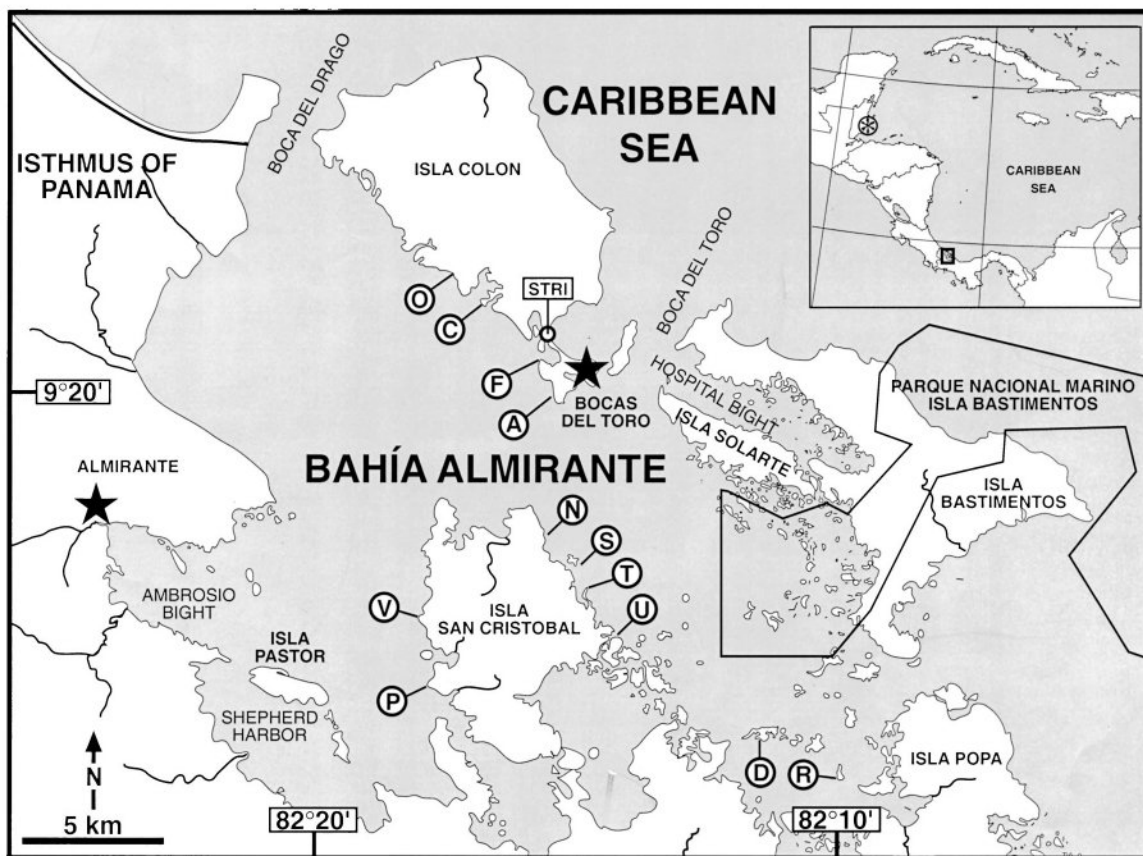 BOCA DEL DRAGO
CARIBBEAN
SEA
ISTHMUS OF
PANAMA
ISLA COLON
CARIBBEAN
SEA
BOCA DEL TORO
O
C
STRI
F
A
BOCAS
DEL TORO
HOSPITAL BIGHT
ISLA SOLARTE
PARQUE NACIONAL MARINO
ISLA BASTIMENTOS
9°20'
ALMIRANTE
BAHÍA ALMIRANTE
ISLA
BASTIMENTOS
N
S
T
U
V
P
ISLA
SAN CRISTOBAL
AMBROSIO
BIGHT
ISLA
PASTOR
SHEPHERD
HARBOR
D
R
ISLA POPA
N
5 km
82°20'
82°10'